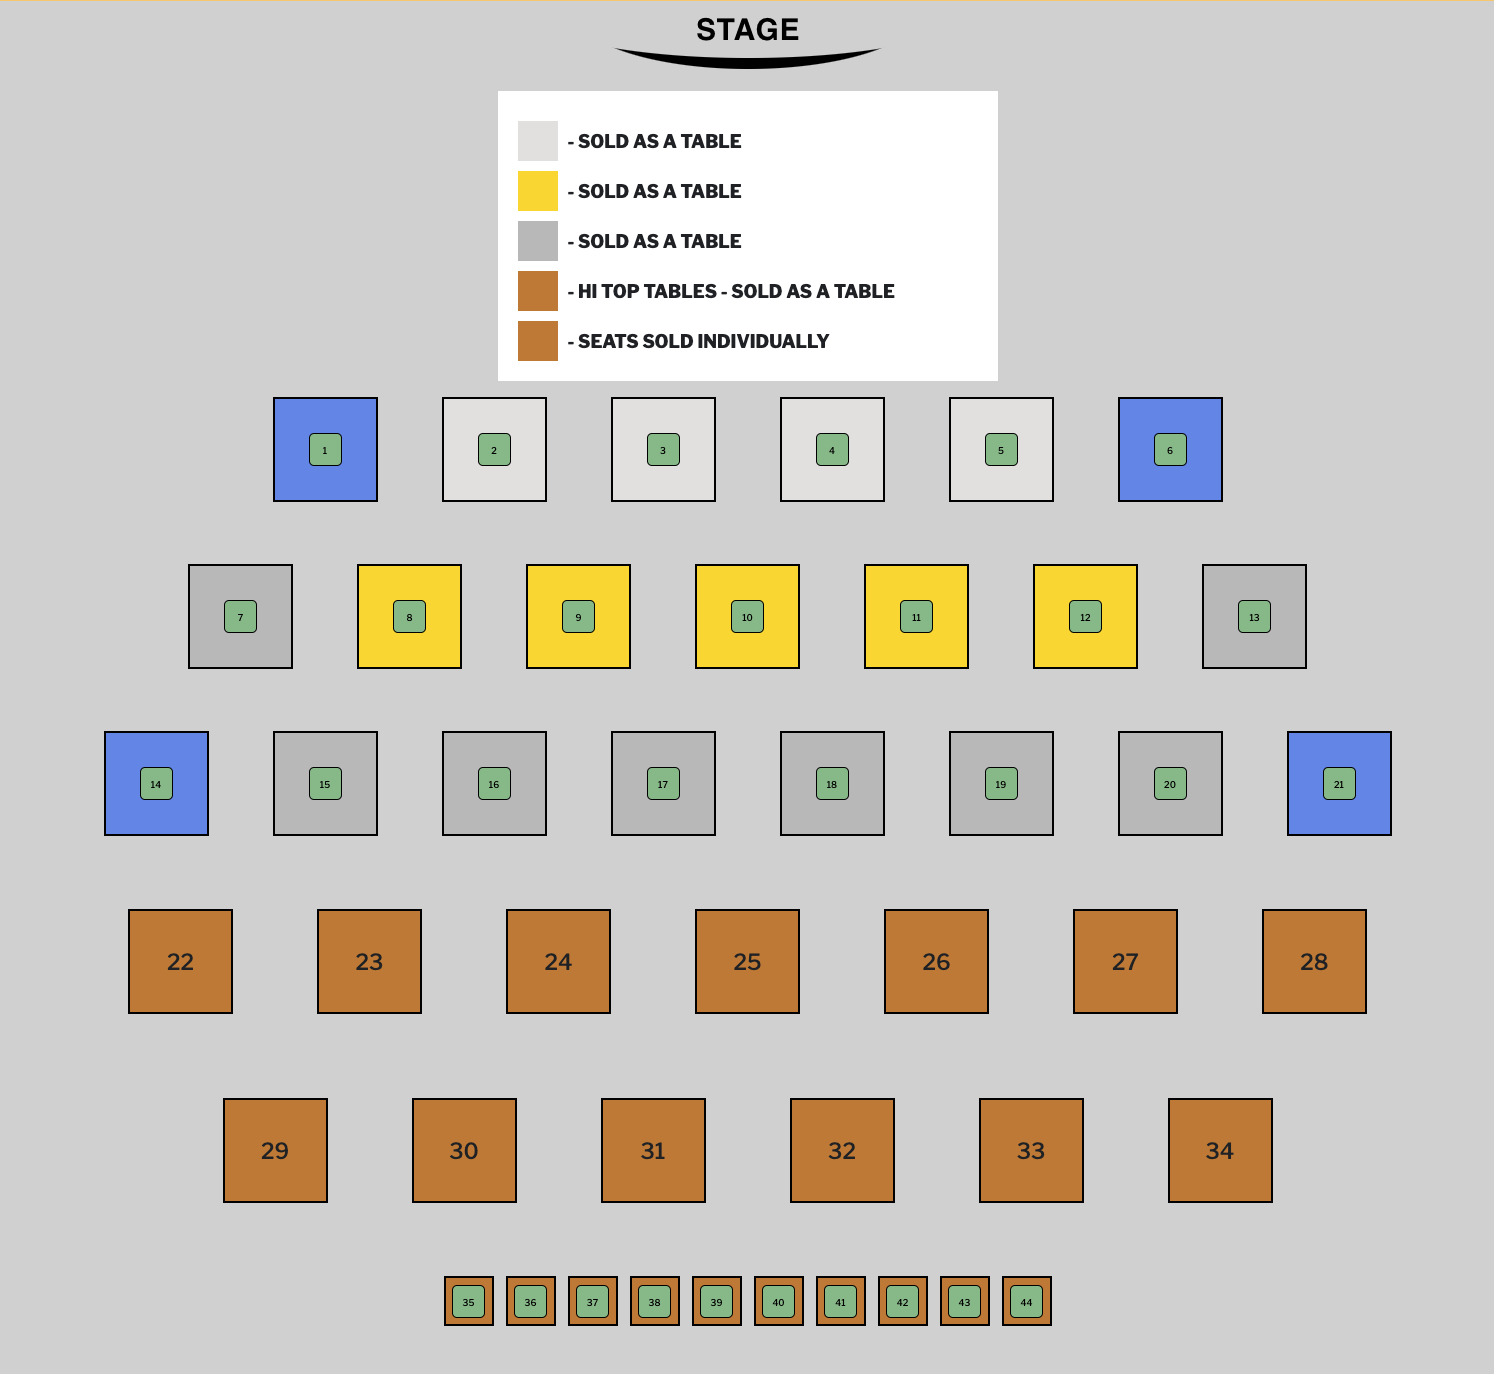 STAGE
- SOLD AS A TABLE
- SOLD AS A TABLE
- SOLD AS A TABLE
- HI TOP TABLES - SOLD AS A TABLE
- SEATS SOLD INDIVIDUALLY
1 2 3 4 5 6
7 8 9 10 11 12 13
14 15 16 17 18 19 20 21
22 23 24 25 26 27 28
29 30 31 32 33 34
35 36 37 38 39 40 41 42 43 44